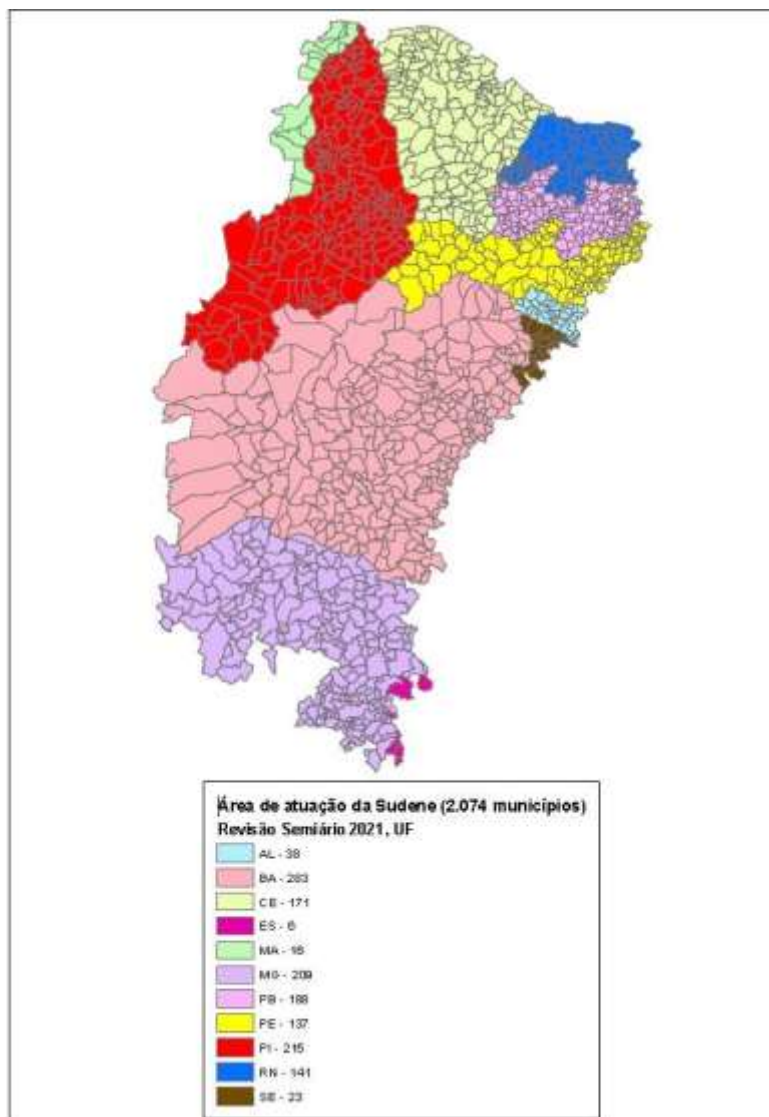 Área de atuação da Sudene (2.074 municípios)
Revisão Semiário 2021, UF
AL - 38
BA - 283
CE - 171
ES - 6
MA - 16
MG - 209
PB - 188
PE - 137
PI - 215
RN - 141
SE - 23